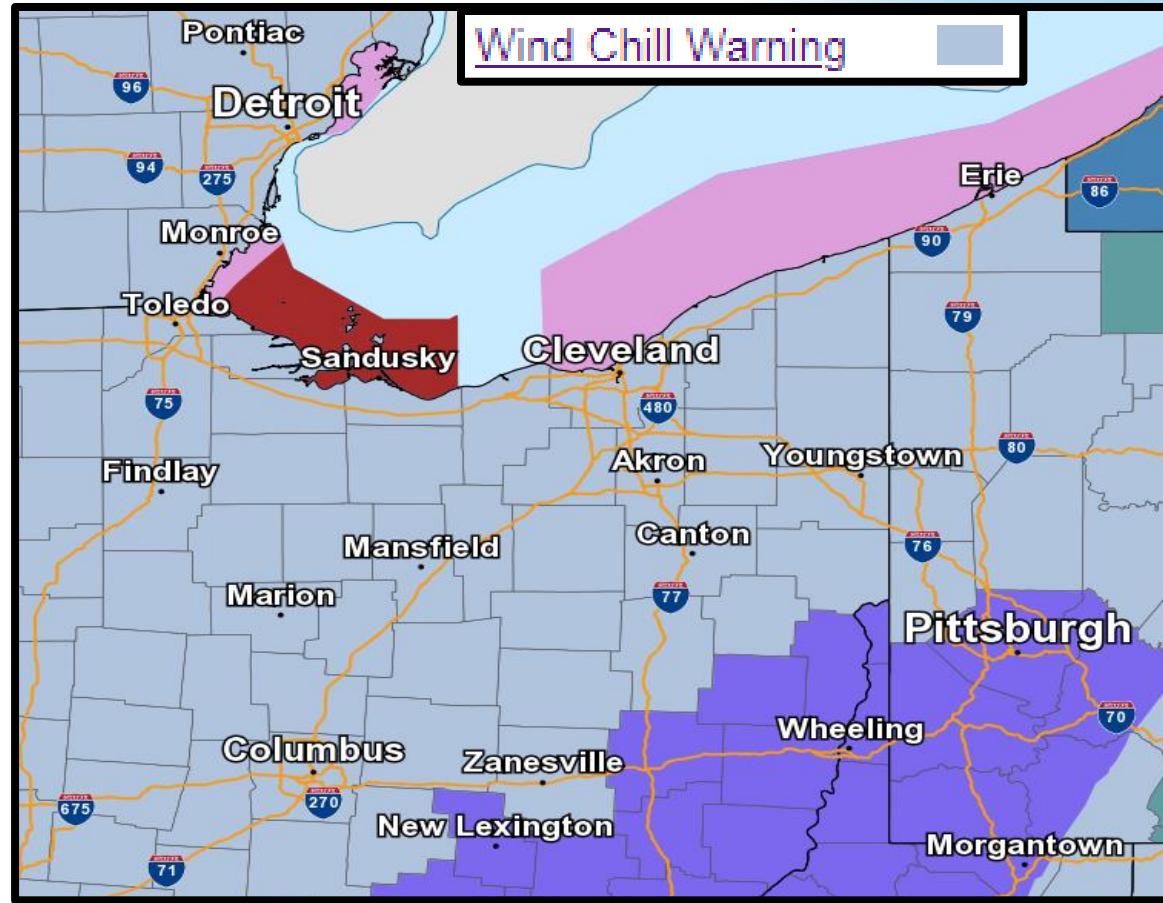 Wind Chill Warning
Pontiac
96
Detroit
94
275
Erie
86
Monroe
90
Toledo
79
Sandusky
Cleveland
75
480
80
Findlay
Akron
Youngstown
Mansfield
Canton
76
Marion
77
Pittsburgh
70
Wheeling
Columbus
Zanesville
675
270
New Lexington
Morgantown
71